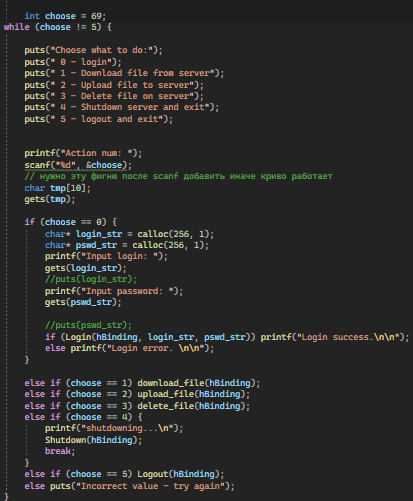 int choose = 69;
while (choose != 5) {
puts("Choose what to do:");
puts(" 0 - login");
puts(" 1 - Download file from server");
puts(" 2 - Upload file to server");
puts(" 3 - Delete file on server");
puts(" 4 - Shutdown server and exit");
puts(" 5 - logout and exit");
printf("Action num: ");
scanf("%d", &choose);
// нужно эту фигню после scanf добавить иначе криво работает
char tmp[10];
gets(tmp);
if (choose == 0) {
char* login_str = calloc(256, 1);
char* pswd_str = calloc(256, 1);
printf("Input login: ");
gets(login_str);
//puts(login_str);
printf("Input password: ");
gets(pswd_str);
//puts(pswd_str);
if (Login(hBinding, login_str, pswd_str)) printf("Login success.\n\n");
else printf("Login error. \n\n");
}
else if (choose == 1) download_file(hBinding);
else if (choose == 2) upload_file(hBinding);
else if (choose == 3) delete_file(hBinding);
else if (choose == 4) {
printf("shutdowning...\n");
Shutdown(hBinding);
break;
}
else if (choose == 5) Logout(hBinding);
else puts("Incorrect value - try again");
}